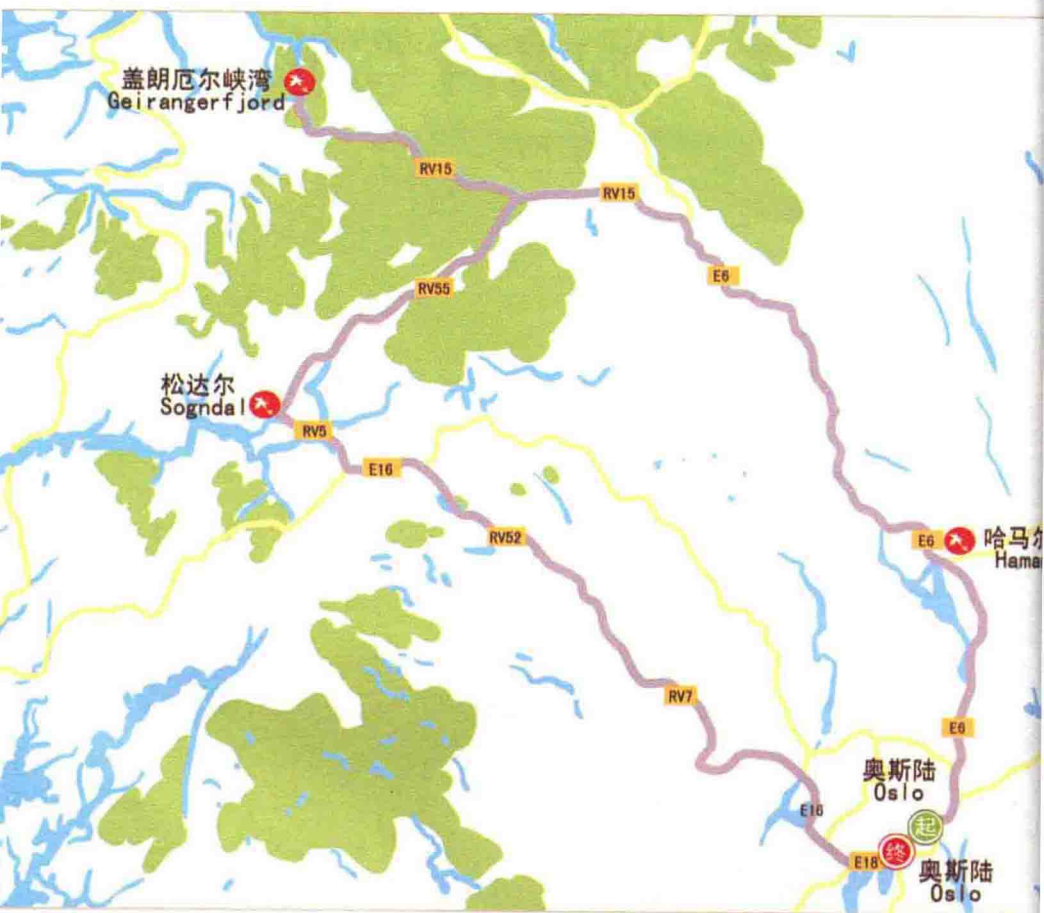 盖朗厄尔峡湾
Geirangerfjord
RV15
RV15
E6
RV55
松达尔
Sogndal
RV5
E16
RV52
E6
哈马尔
Hama
RV7
E6
奥斯陆
Oslo
E16
起
终
E18
奥斯陆
Oslo